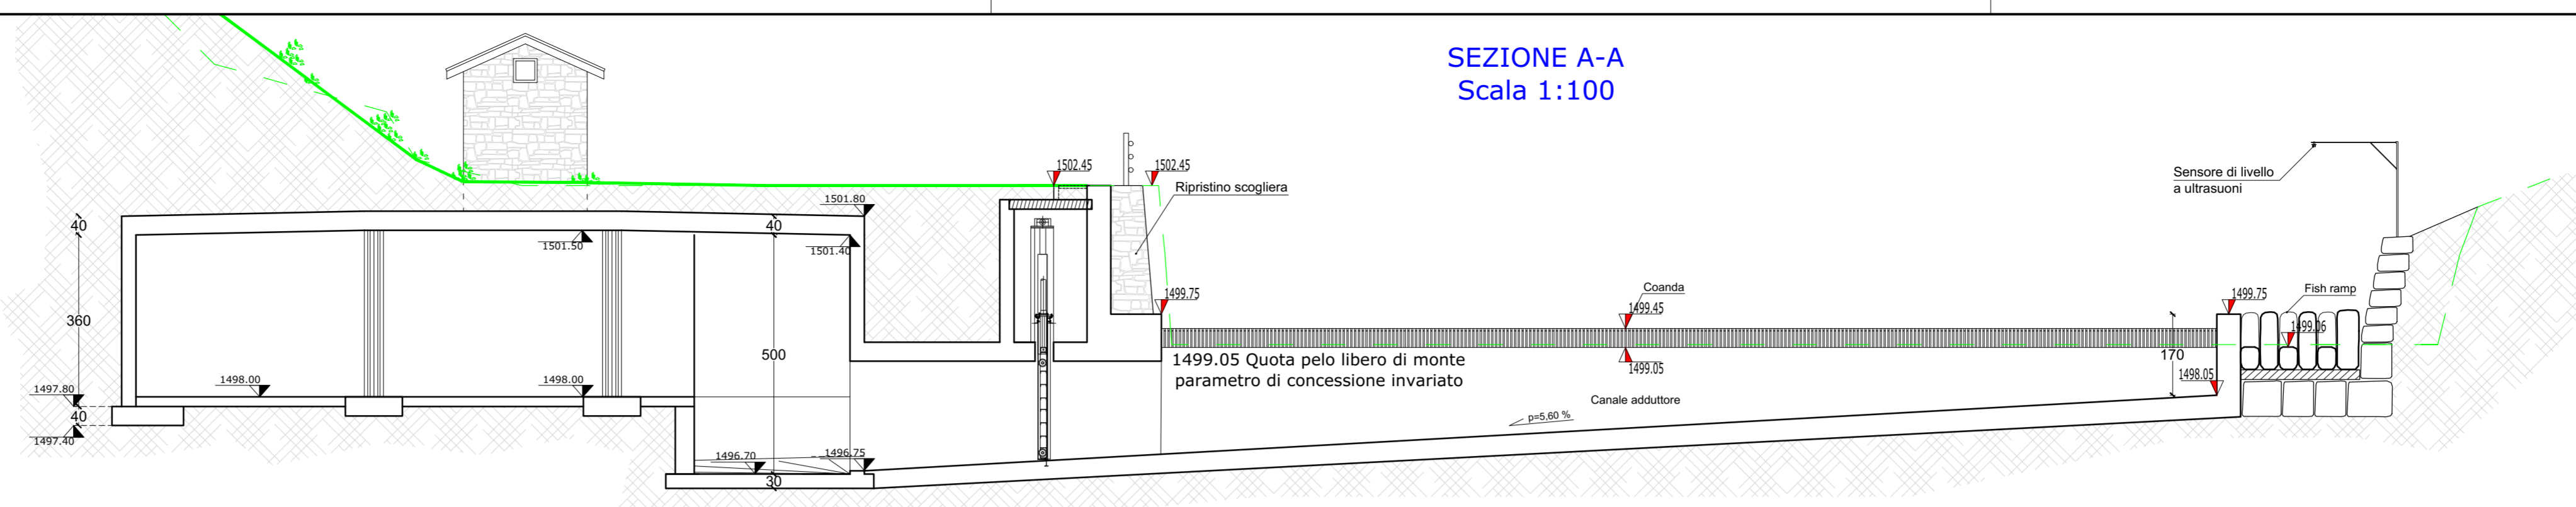 SEZIONE A-A
Scala 1:100
1502.45
1502.45
Ripristino scogliera
Sensore di livello
a ultrasuoni
1501.80
40
40
1501.50
1501.40
1499.75
Coanda
1499.45
1499.75
Fish ramp
1499.06
360
500
1499.05 Quota pelo libero di monte
parametro di concessione invariato
1499.05
170
1498.05
1497.80
1498.00
1498.00
Canale adduttore
p=5,60 %
40
1497.40
1496.70
1496.75
30